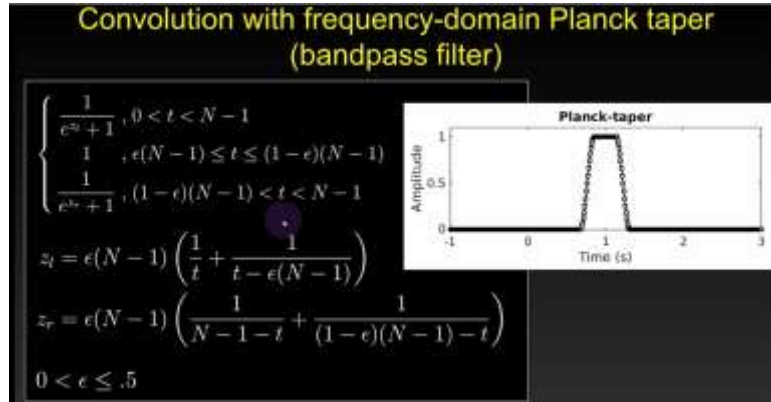 Convolution with frequency-domain Planck taper
(bandpass filter)
1/(e^{z_l}+1) , 0 < t < N − 1
1 , ϵ(N − 1) ≤ t ≤ (1 − ϵ)(N − 1)
1/(e^{z_r}+1) , (1 − ϵ)(N − 1) < t < N − 1
z_l = ϵ(N − 1) (1/t + 1/(t − ϵ(N − 1)))
z_r = ϵ(N − 1) (1/(N − 1 − t) + 1/((1 − ϵ)(N − 1) − t))
0 < ϵ ≤ .5
Planck-taper
Amplitude
1
0.5
0
-1 0 1 2 3
Time (s)